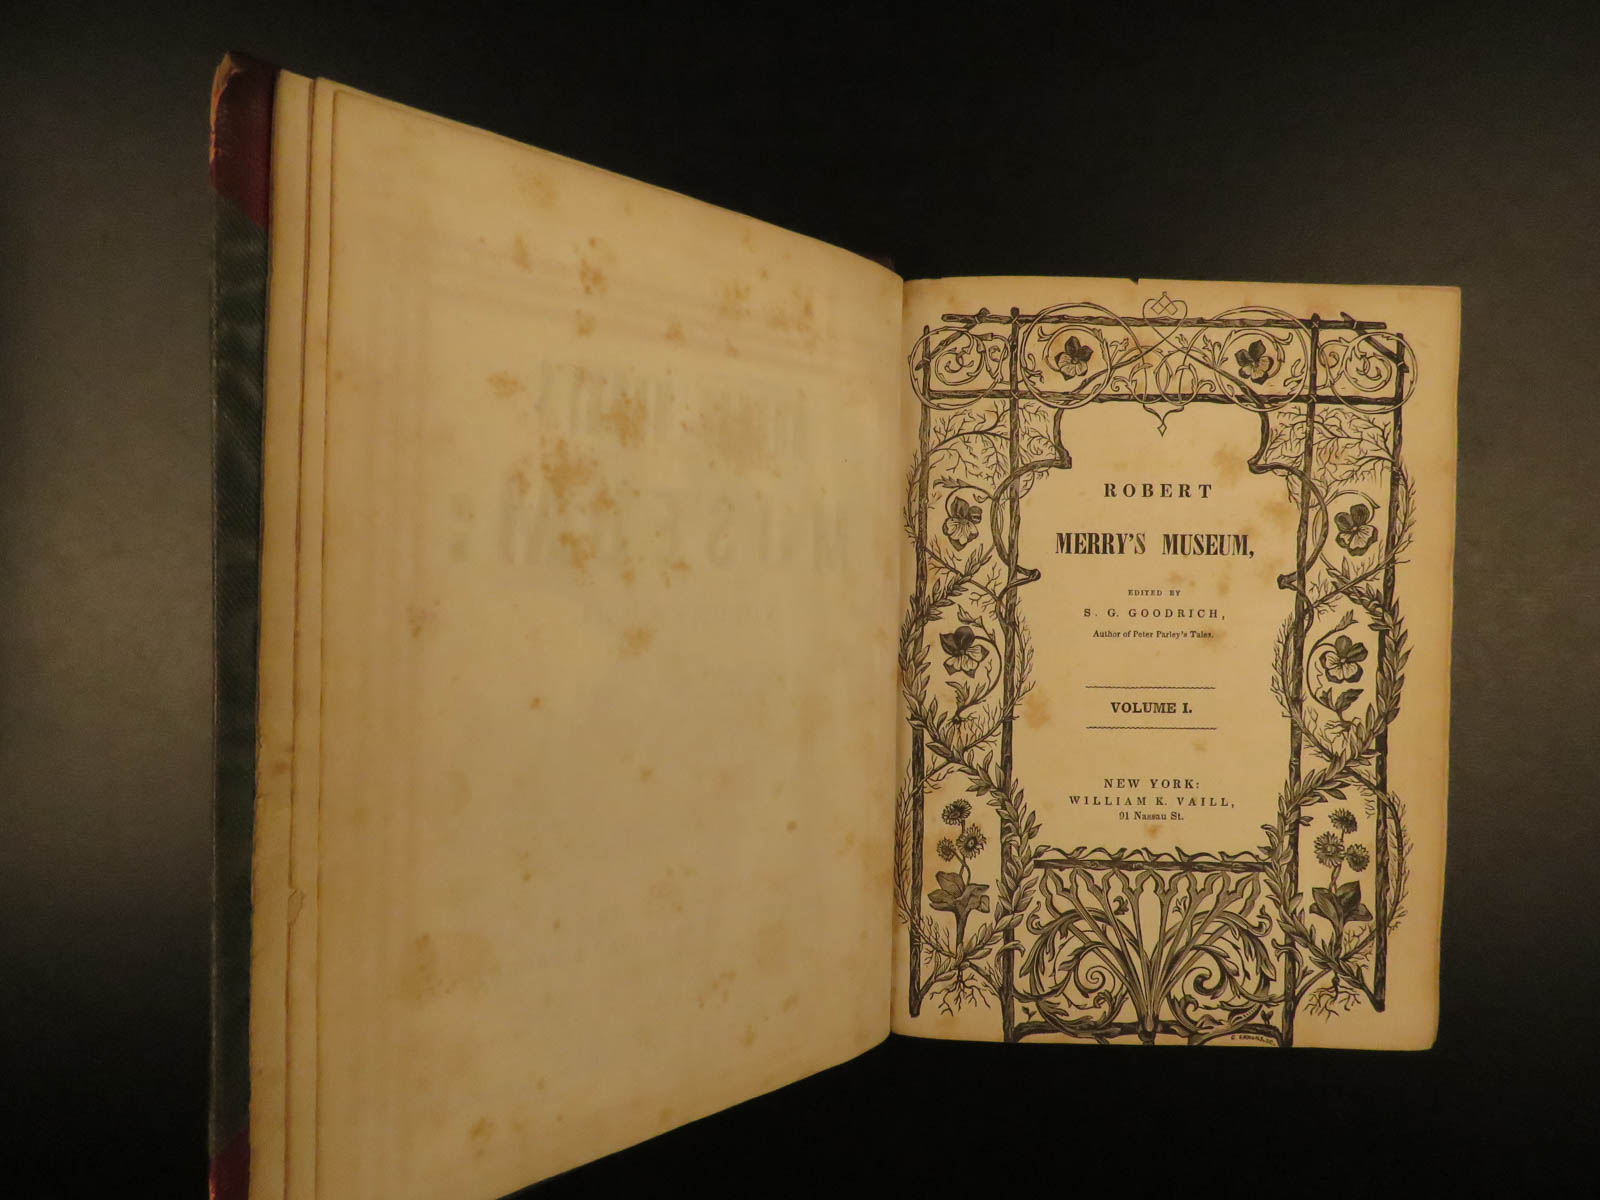 ROBERT
MERRY'S MUSEUM,
EDITED BY
S. G. GOODRICH,
Author of Peter Parley's Tales.
VOLUME I.
NEW YORK:
WILLIAM K. VAILL,
91 Nassau St.